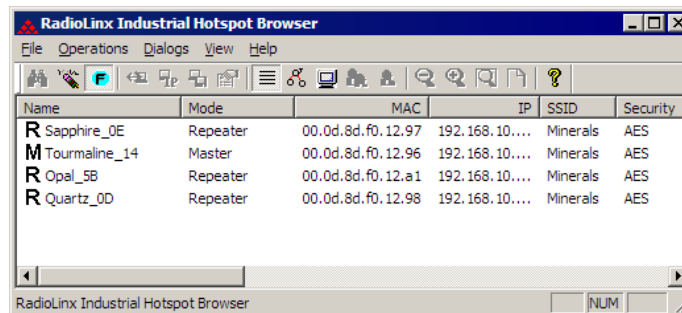 RadioLinx Industrial Hotspot Browser
File Operations Dialogs View Help
F P ?
Name Mode MAC IP SSID Security
R Sapphire_0E Repeater 00.0d.8d.f0.12.97 192.168.10.... Minerals AES
M Tourmaline_14 Master 00.0d.8d.f0.12.96 192.168.10.... Minerals AES
R Opal_5B Repeater 00.0d.8d.f0.12.a1 192.168.10.... Minerals AES
R Quartz_0D Repeater 00.0d.8d.f0.12.98 192.168.10.... Minerals AES
RadioLinx Industrial Hotspot Browser NUM